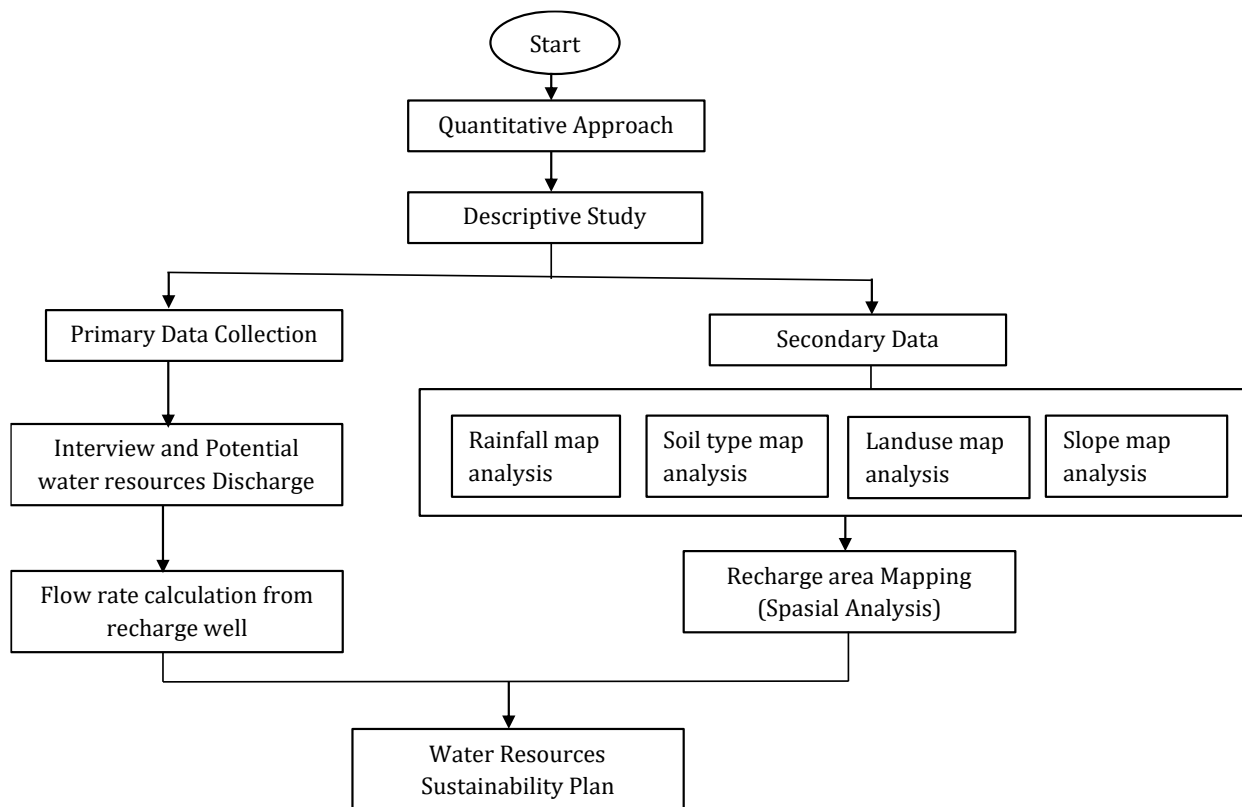 Start
Quantitative Approach
Descriptive Study
Primary Data Collection
Secondary Data
Interview and Potential
water resources Discharge
Rainfall map
analysis
Soil type map
analysis
Landuse map
analysis
Slope map
analysis
Flow rate calculation from
recharge well
Recharge area Mapping
(Spasial Analysis)
Water Resources
Sustainability Plan